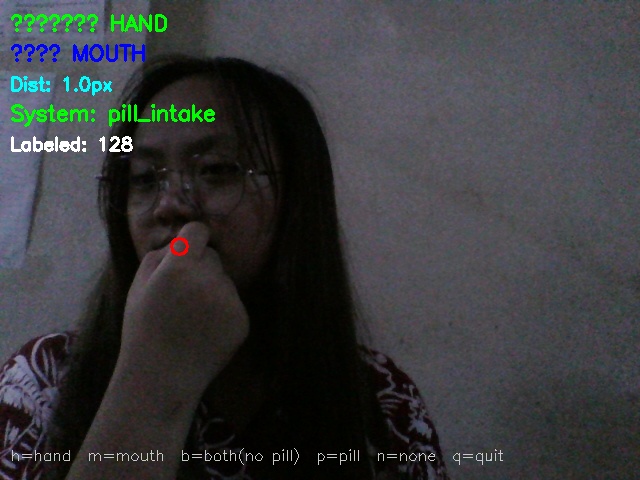 ??????? HAND
???? MOUTH
Dist: 1.0px
System: pill_intake
Labeled: 128
h=hand m=mouth b=both(no pill) p=pill n=none q=quit